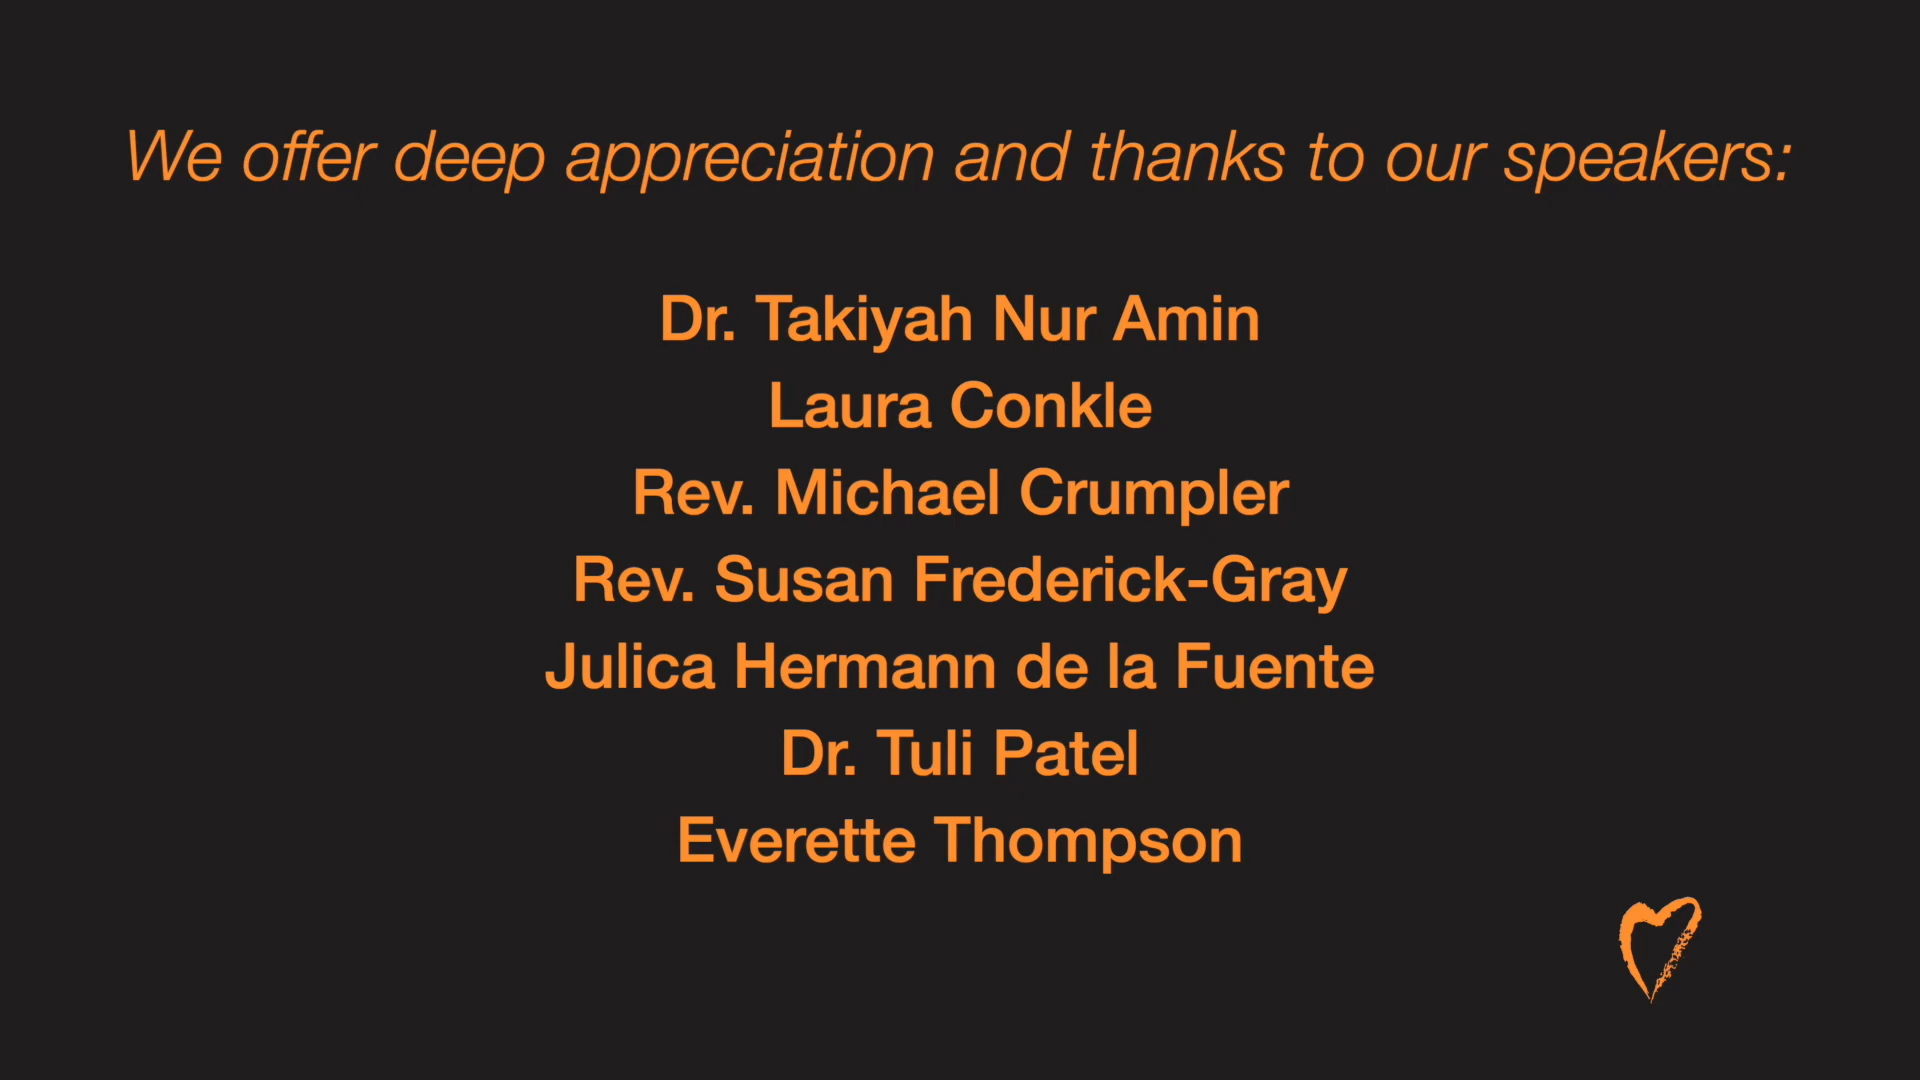 We offer deep appreciation and thanks to our speakers:
Dr. Takiyah Nur Amin
Laura Conkle
Rev. Michael Crumpler
Rev. Susan Frederick-Gray
Julica Hermann de la Fuente
Dr. Tuli Patel
Everette Thompson